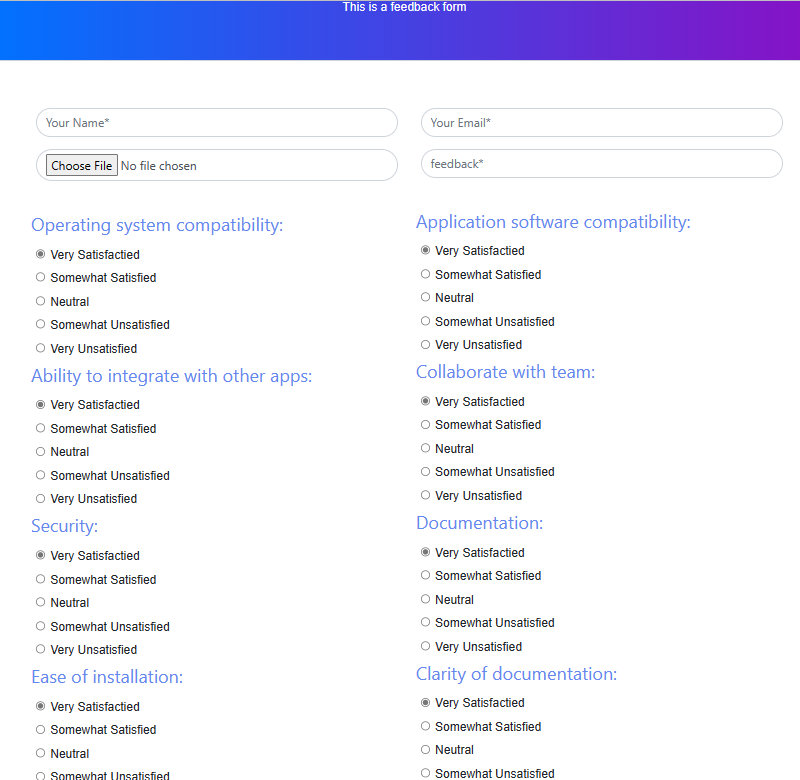 This is a feedback form
Your Name*
Your Email*
Choose File No file chosen
feedback*
Operating system compatibility:
Very Satisfactied
Somewhat Satisfied
Neutral
Somewhat Unsatisfied
Very Unsatisfied
Application software compatibility:
Very Satisfactied
Somewhat Satisfied
Neutral
Somewhat Unsatisfied
Very Unsatisfied
Ability to integrate with other apps:
Very Satisfactied
Somewhat Satisfied
Neutral
Somewhat Unsatisfied
Very Unsatisfied
Collaborate with team:
Very Satisfactied
Somewhat Satisfied
Neutral
Somewhat Unsatisfied
Very Unsatisfied
Security:
Very Satisfactied
Somewhat Satisfied
Neutral
Somewhat Unsatisfied
Very Unsatisfied
Documentation:
Very Satisfactied
Somewhat Satisfied
Neutral
Somewhat Unsatisfied
Very Unsatisfied
Ease of installation:
Very Satisfactied
Somewhat Satisfied
Neutral
Somewhat Unsatisfied
Clarity of documentation:
Very Satisfactied
Somewhat Satisfied
Neutral
Somewhat Unsatisfied